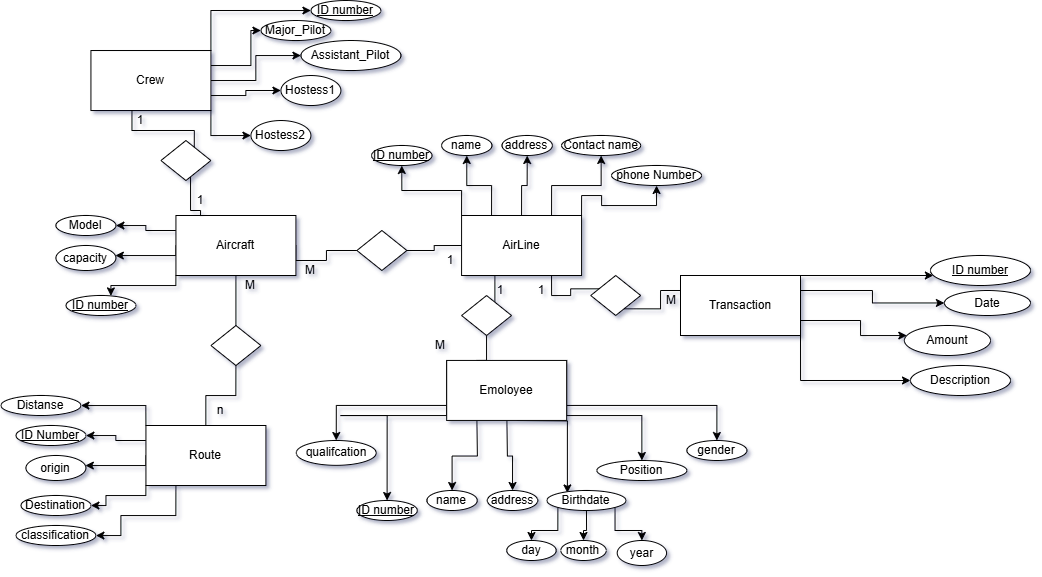 ID number
Major_Pilot
Assistant_Pilot
Crew
Hostess1
Hostess2
1
ID number
name
address
Contact name
phone Number
1
Model
capacity
ID number
Aircraft
M
M
1
AirLine
1
1
M
Transaction
ID number
Date
Amount
Description
M
Emoloyee
n
Distanse
ID Number
origin
Destination
classification
Route
qualifcation
ID number
name
address
Birthdate
Position
gender
day
month
year